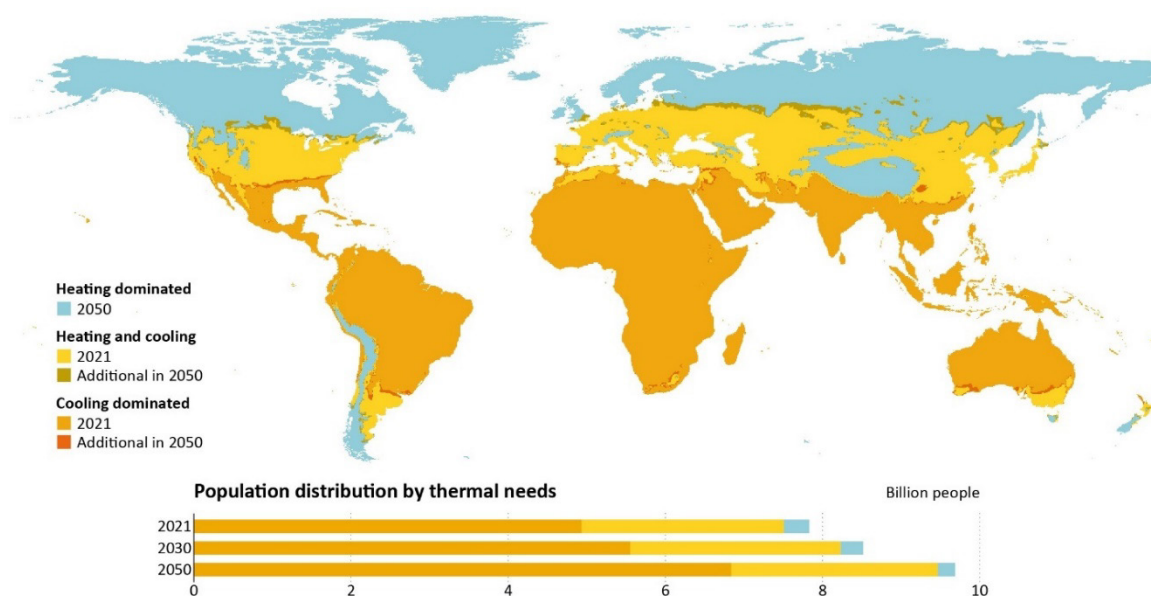 Heating dominated
2050
Heating and cooling
2021
Additional in 2050
Cooling dominated
2021
Additional in 2050
Population distribution by thermal needs
Billion people
2021
2030
2050
0 2 4 6 8 10